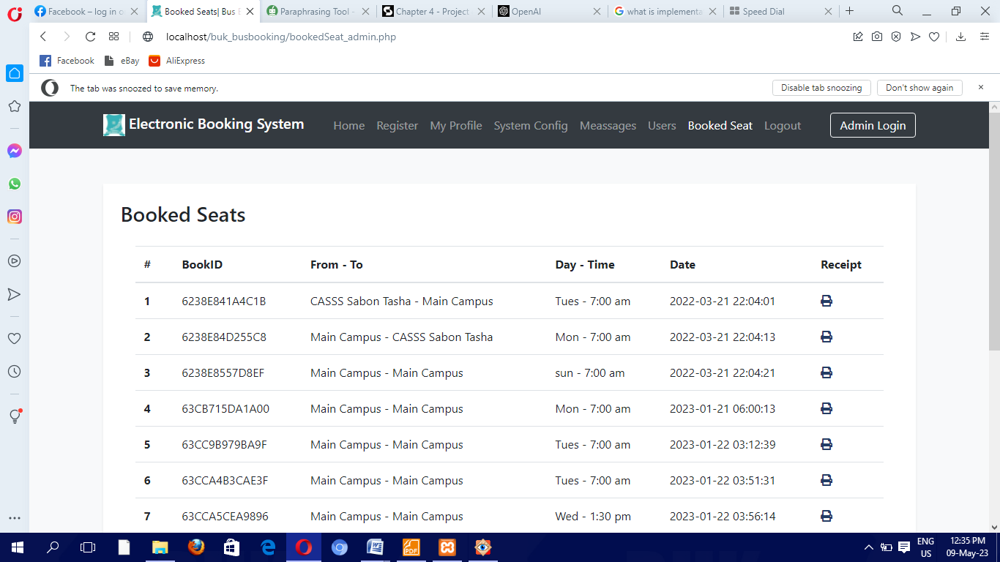 Facebook – log in o
Booked Seats| Bus B
Paraphrasing Tool -
Chapter 4 - Project
OpenAI
what is implementa
Speed Dial
localhost/buk_busbooking/bookedSeat_admin.php
Facebook
eBay
AliExpress
The tab was snoozed to save memory.
Disable tab snoozing
Don't show again
Electronic Booking System
Home Register My Profile System Config Meassages Users Booked Seat Logout
Admin Login
Booked Seats
# BookID From - To Day - Time Date Receipt
1 6238E841A4C1B CASSS Sabon Tasha - Main Campus Tues - 7:00 am 2022-03-21 22:04:01
2 6238E84D255C8 Main Campus - CASSS Sabon Tasha Mon - 7:00 am 2022-03-21 22:04:13
3 6238E8557D8EF Main Campus - Main Campus sun - 7:00 am 2022-03-21 22:04:21
4 63CB715DA1A00 Main Campus - Main Campus Mon - 7:00 am 2023-01-21 06:00:13
5 63CC9B979BA9F Main Campus - Main Campus Tues - 7:00 am 2023-01-22 03:12:39
6 63CCA4B3CAE3F Main Campus - Main Campus Tues - 7:00 am 2023-01-22 03:51:31
7 63CCA5CEA9896 Main Campus - Main Campus Wed - 1:30 pm 2023-01-22 03:56:14
ENG
US
12:35 PM
09-May-23